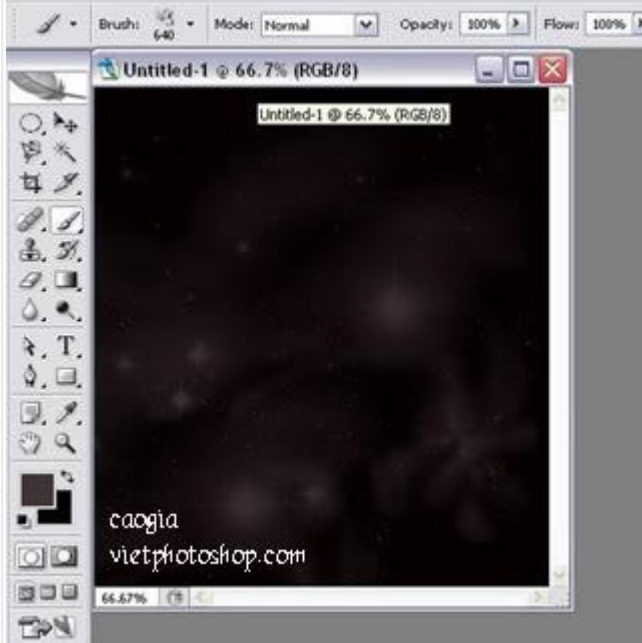 Brush: 640 Mode: Normal Opacity: 100% Flow: 100%
Untitled-1 @ 66.7% (RGB/8)
Untitled-1 @ 66.7% (RGB/8)
T
caogia
vietphotoshop.com
66.67%